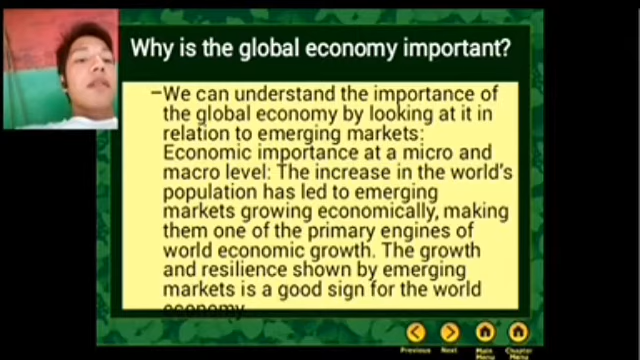 Why is the global economy important?
–We can understand the importance of
the global economy by looking at it in
relation to emerging markets:
Economic importance at a micro and
macro level: The increase in the world's
population has led to emerging
markets growing economically, making
them one of the primary engines of
world economic growth. The growth
and resilience shown by emerging
markets is a good sign for the world
economy
Previous Next Main Menu Chapter Menu